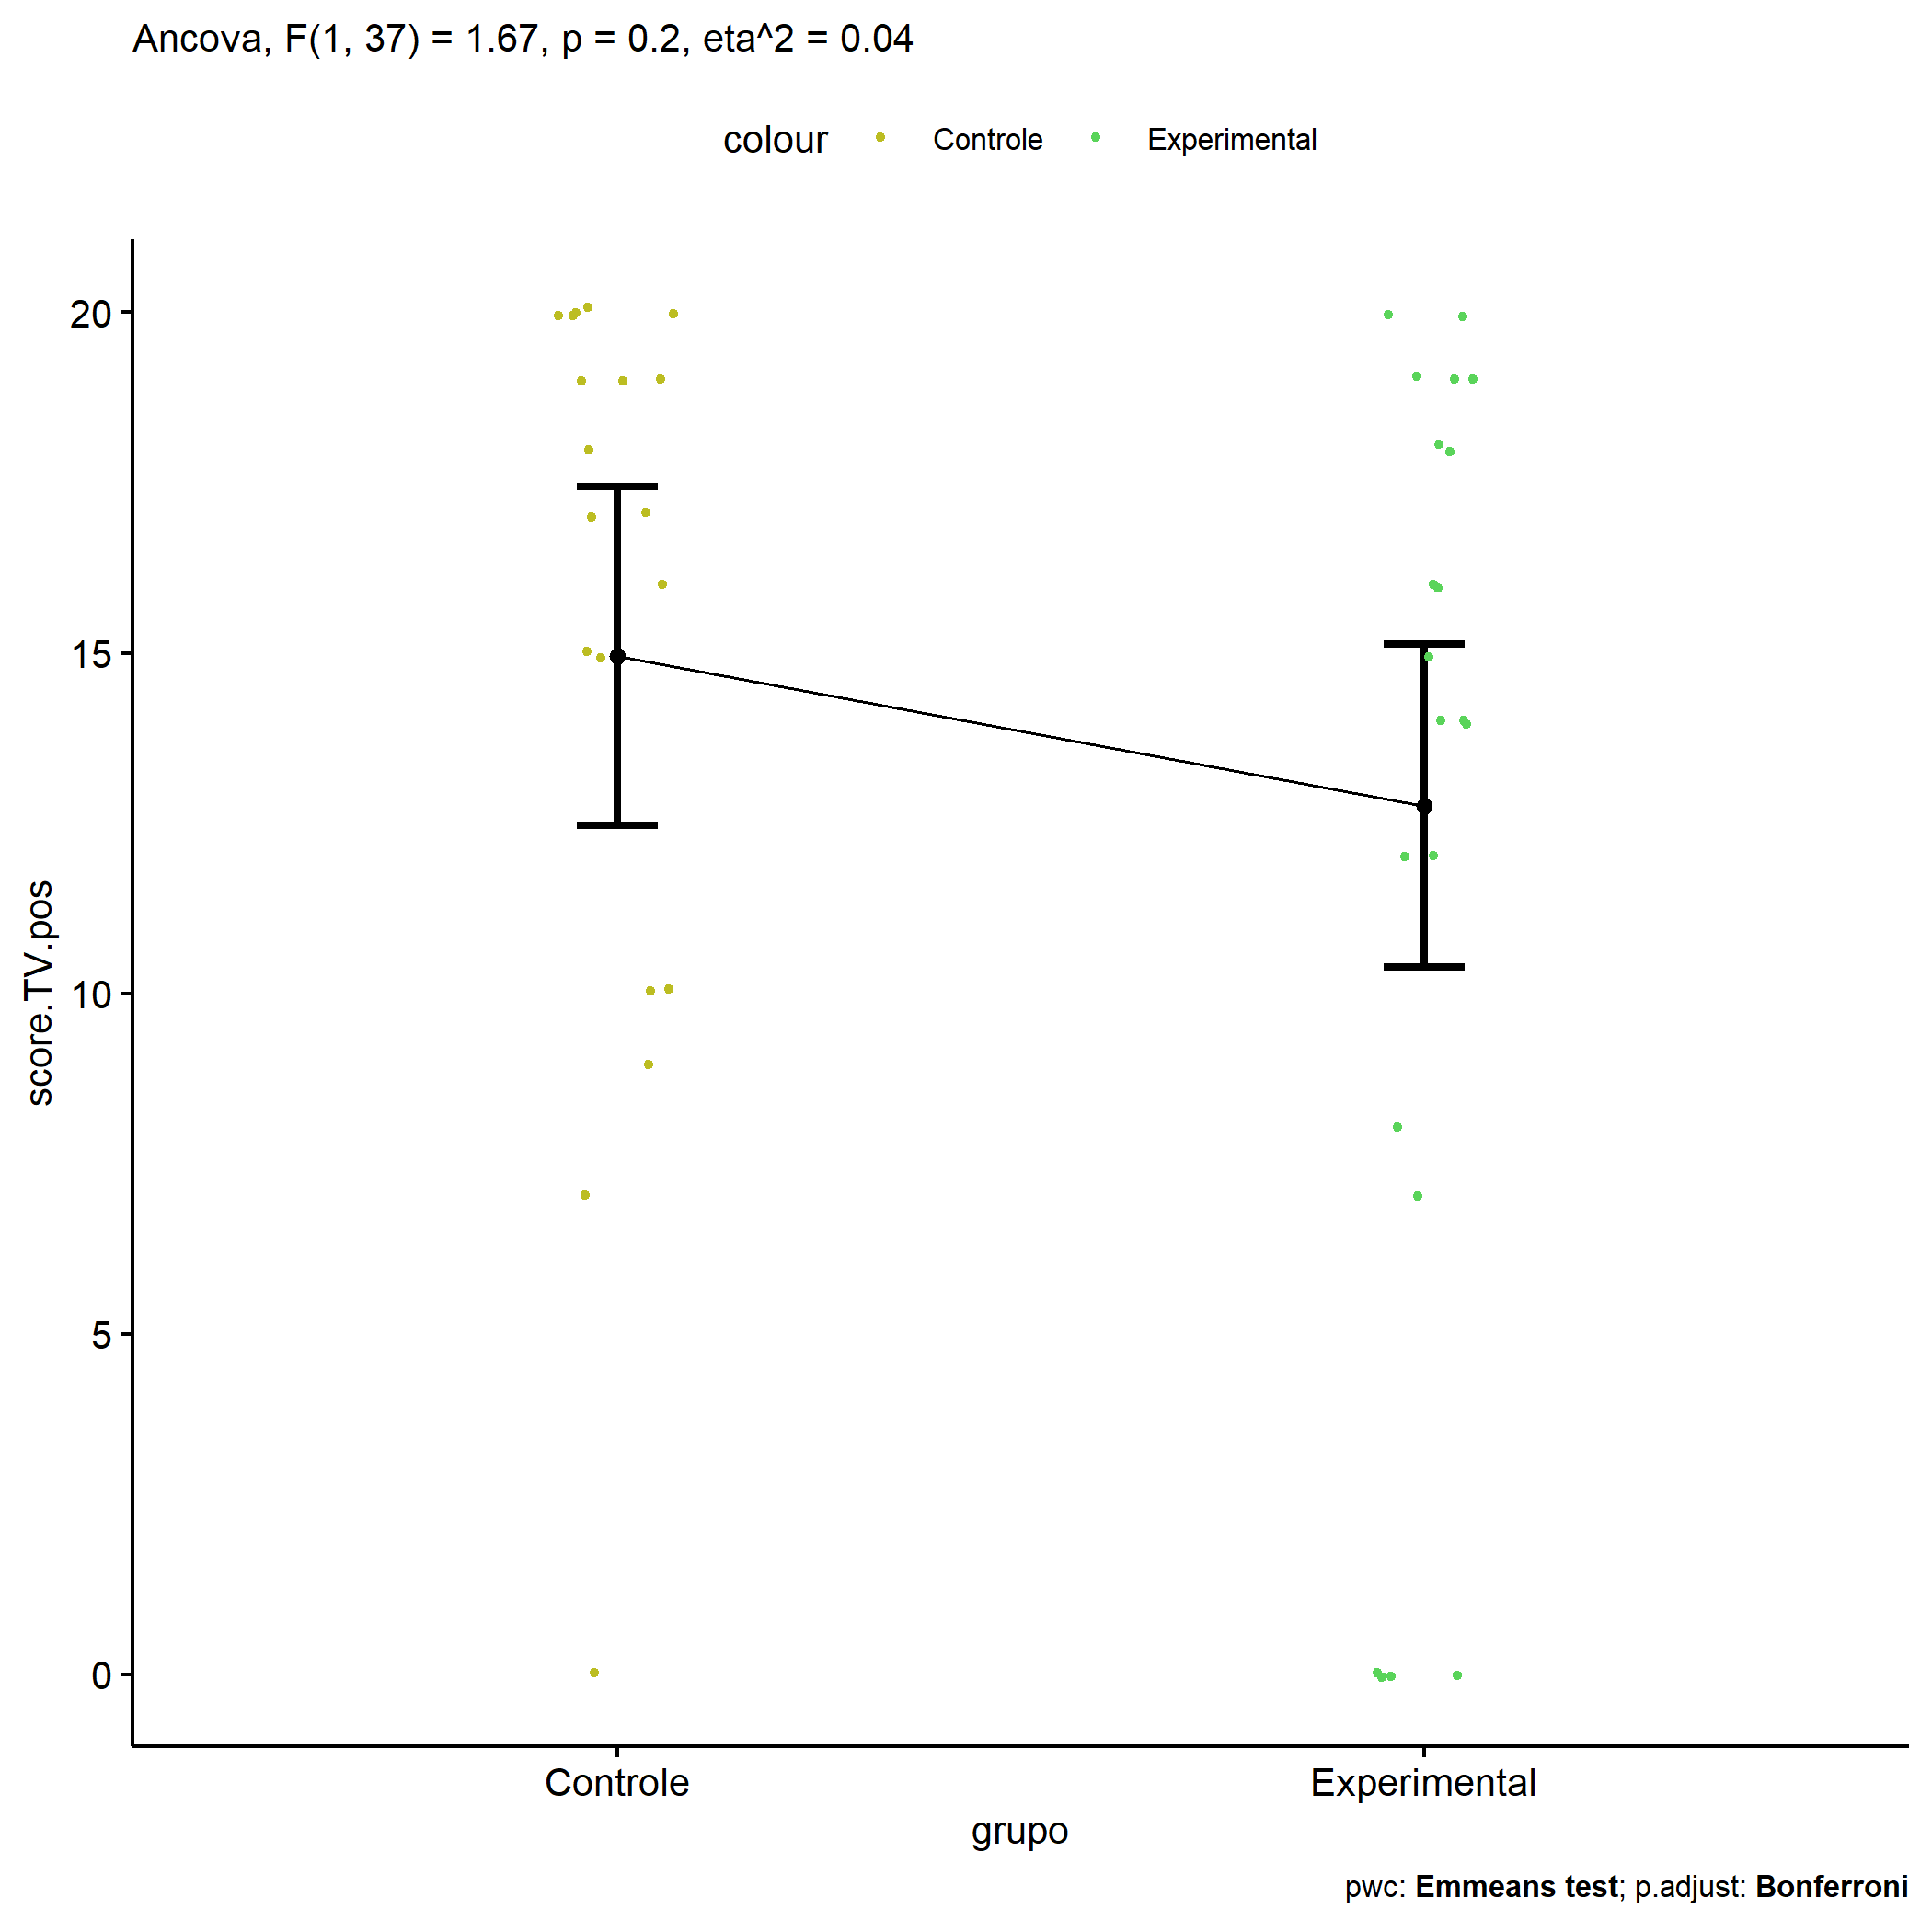 Ancova, F(1, 37) = 1.67, p = 0.2, eta^2 = 0.04
colour Controle Experimental
20
15
10
5
0
score.TV.pos
Controle Experimental
grupo
pwc: Emmeans test; p.adjust: Bonferroni